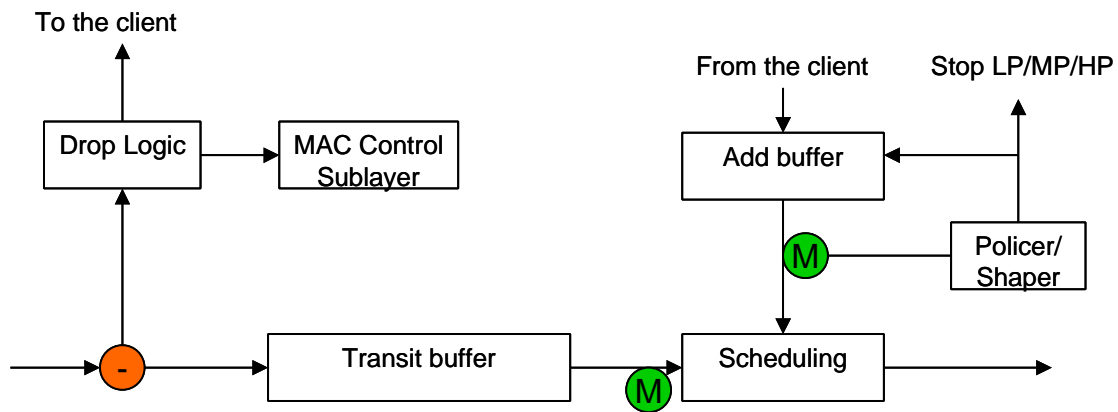 To the client
From the client
Stop LP/MP/HP
Drop Logic
MAC Control
Sublayer
Add buffer
M
Policer/
Shaper
-
Transit buffer
M
Scheduling